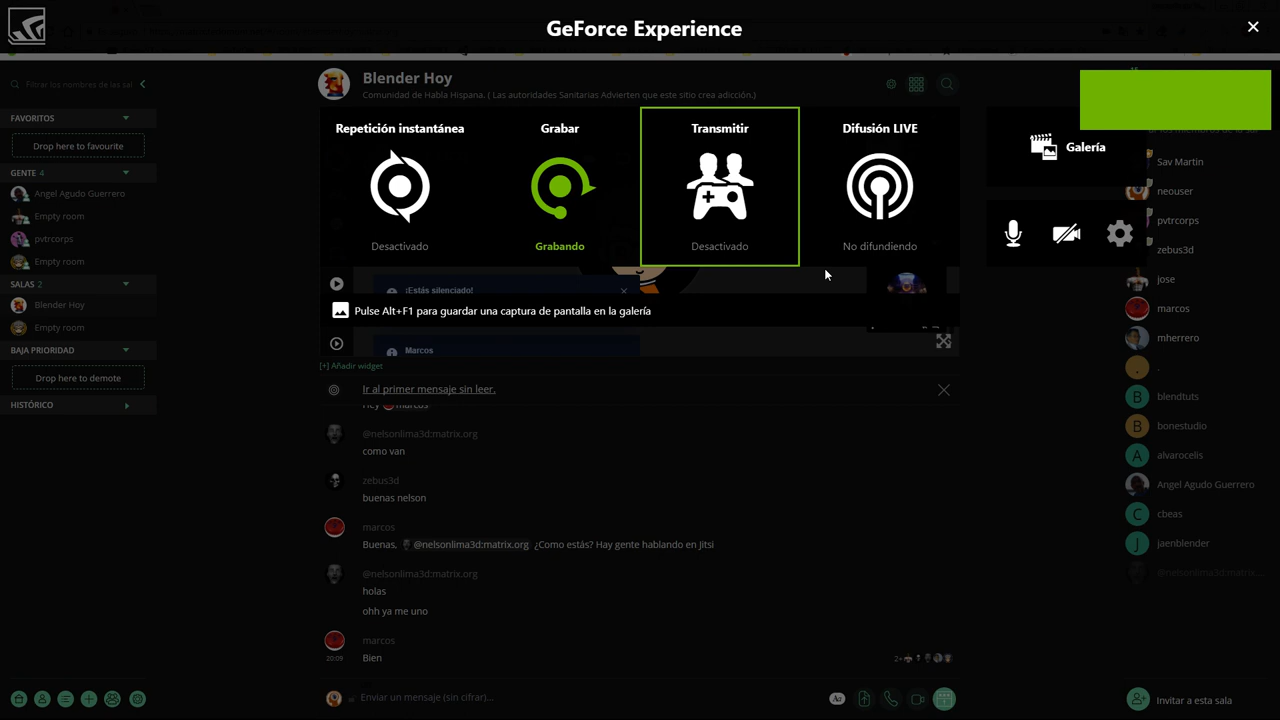 GeForce Experience
Filtrar los nombres de las sal
FAVORITOS
Drop here to favourite
GENTE 4
Angel Agudo Guerrero
Empty room
pvtrcorps
Empty room
SALAS 2
Blender Hoy
Empty room
BAJA PRIORIDAD
Drop here to demote
HISTÓRICO
Blender Hoy
Comunidad de Habla Hispana. ( Las autoridades Sanitarias Advierten que este sitio crea adicción.)
Repetición instantánea
Desactivado
Grabar
Grabando
Transmitir
Desactivado
Difusión LIVE
No difundiendo
Galería
¡Estás silenciado!
Pulse Alt+F1 para guardar una captura de pantalla en la galería
Marcos
[+] Añadir widget
Ir al primer mensaje sin leer.
Hey marcos
@nelsonlima3d:matrix.org
como van
zebus3d
buenas nelson
marcos
Buenas, @nelsonlima3d:matrix.org ¿Como estás? Hay gente hablando en Jitsi
@nelsonlima3d:matrix.org
holas
ohh ya me uno
marcos
20:09
Bien
2+
Enviar un mensaje (sin cifrar)...
Aa
Sav Martin
neouser
pvtrcorps
zebus3d
jose
marcos
mherrero
.
B blendtuts
B bonestudio
A alvarocelis
Angel Agudo Guerrero
C cbeas
J jaenblender
@nelsonlima3d:matrix...
Invitar a esta sala